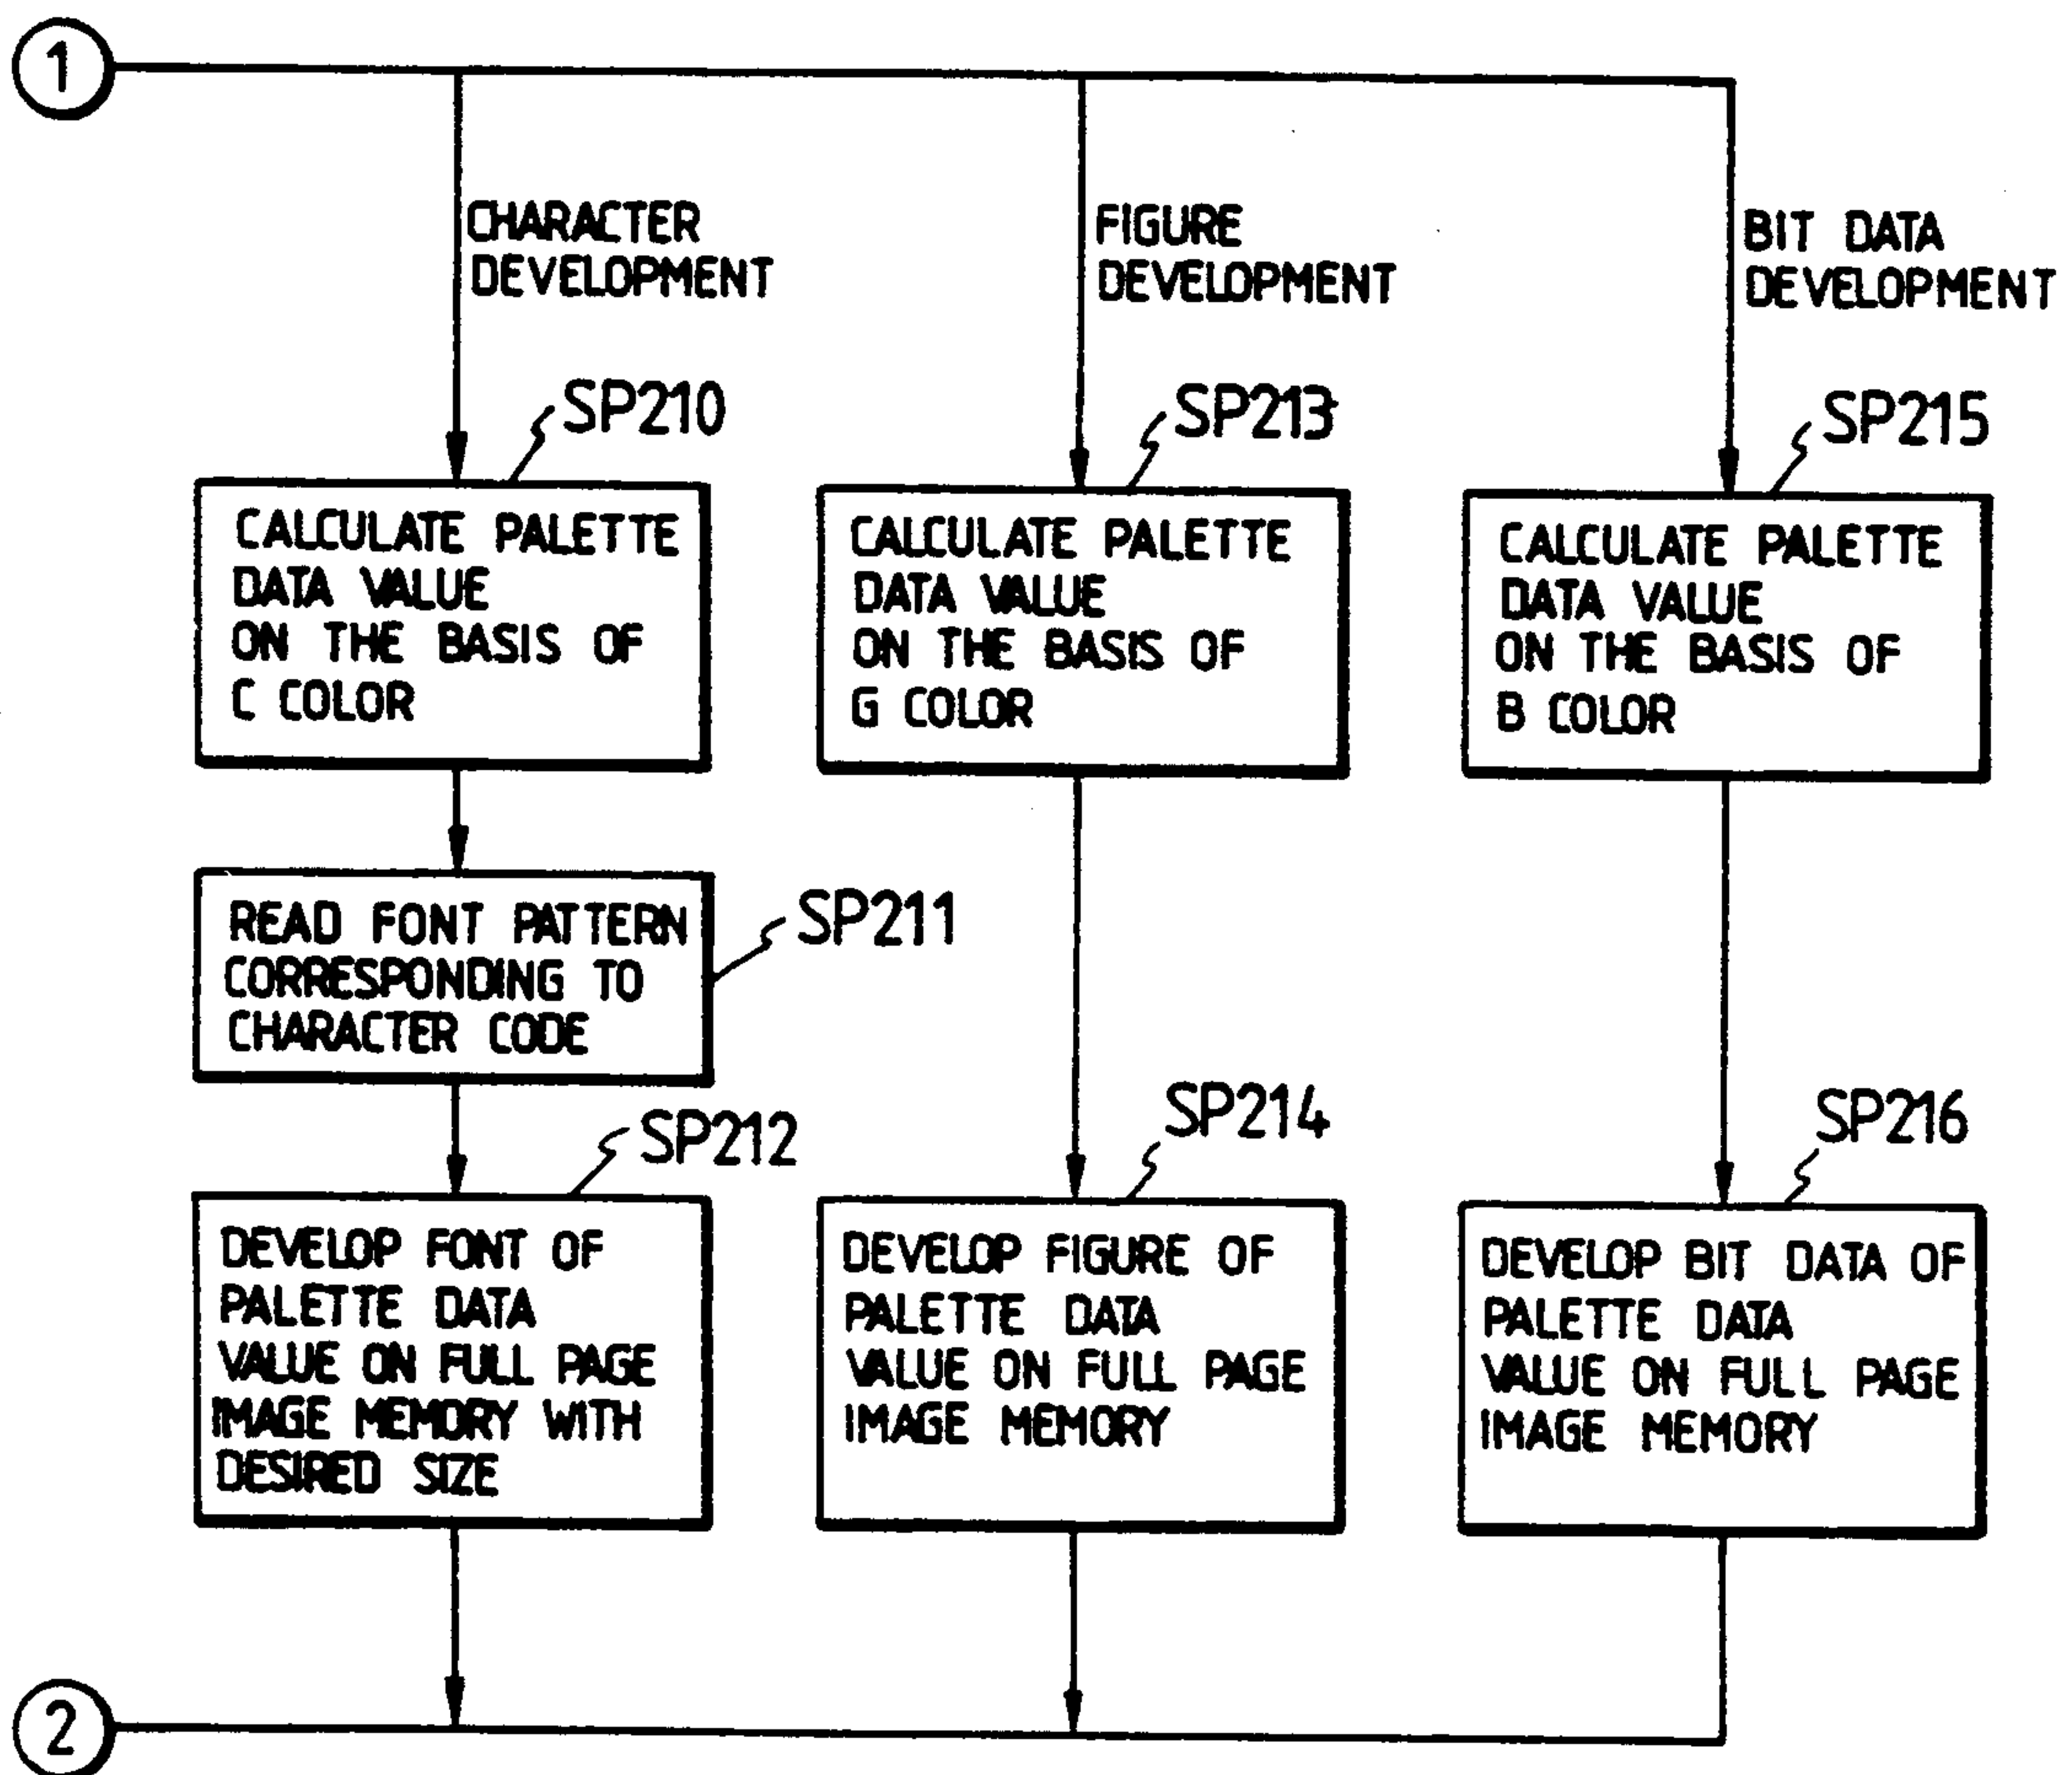 1
CHARACTER
DEVELOPMENT
FIGURE
DEVELOPMENT
BIT DATA
DEVELOPMENT
SP210
CALCULATE PALETTE
DATA VALUE
ON THE BASIS OF
C COLOR
SP213
CALCULATE PALETTE
DATA VALUE
ON THE BASIS OF
G COLOR
SP215
CALCULATE PALETTE
DATA VALUE
ON THE BASIS OF
B COLOR
SP211
READ FONT PATTERN
CORRESPONDING TO
CHARACTER CODE
SP212
DEVELOP FONT OF
PALETTE DATA
VALUE ON FULL PAGE
IMAGE MEMORY WITH
DESIRED SIZE
SP214
DEVELOP FIGURE OF
PALETTE DATA
VALUE ON FULL PAGE
IMAGE MEMORY
SP216
DEVELOP BIT DATA OF
PALETTE DATA
VALUE ON FULL PAGE
IMAGE MEMORY
2